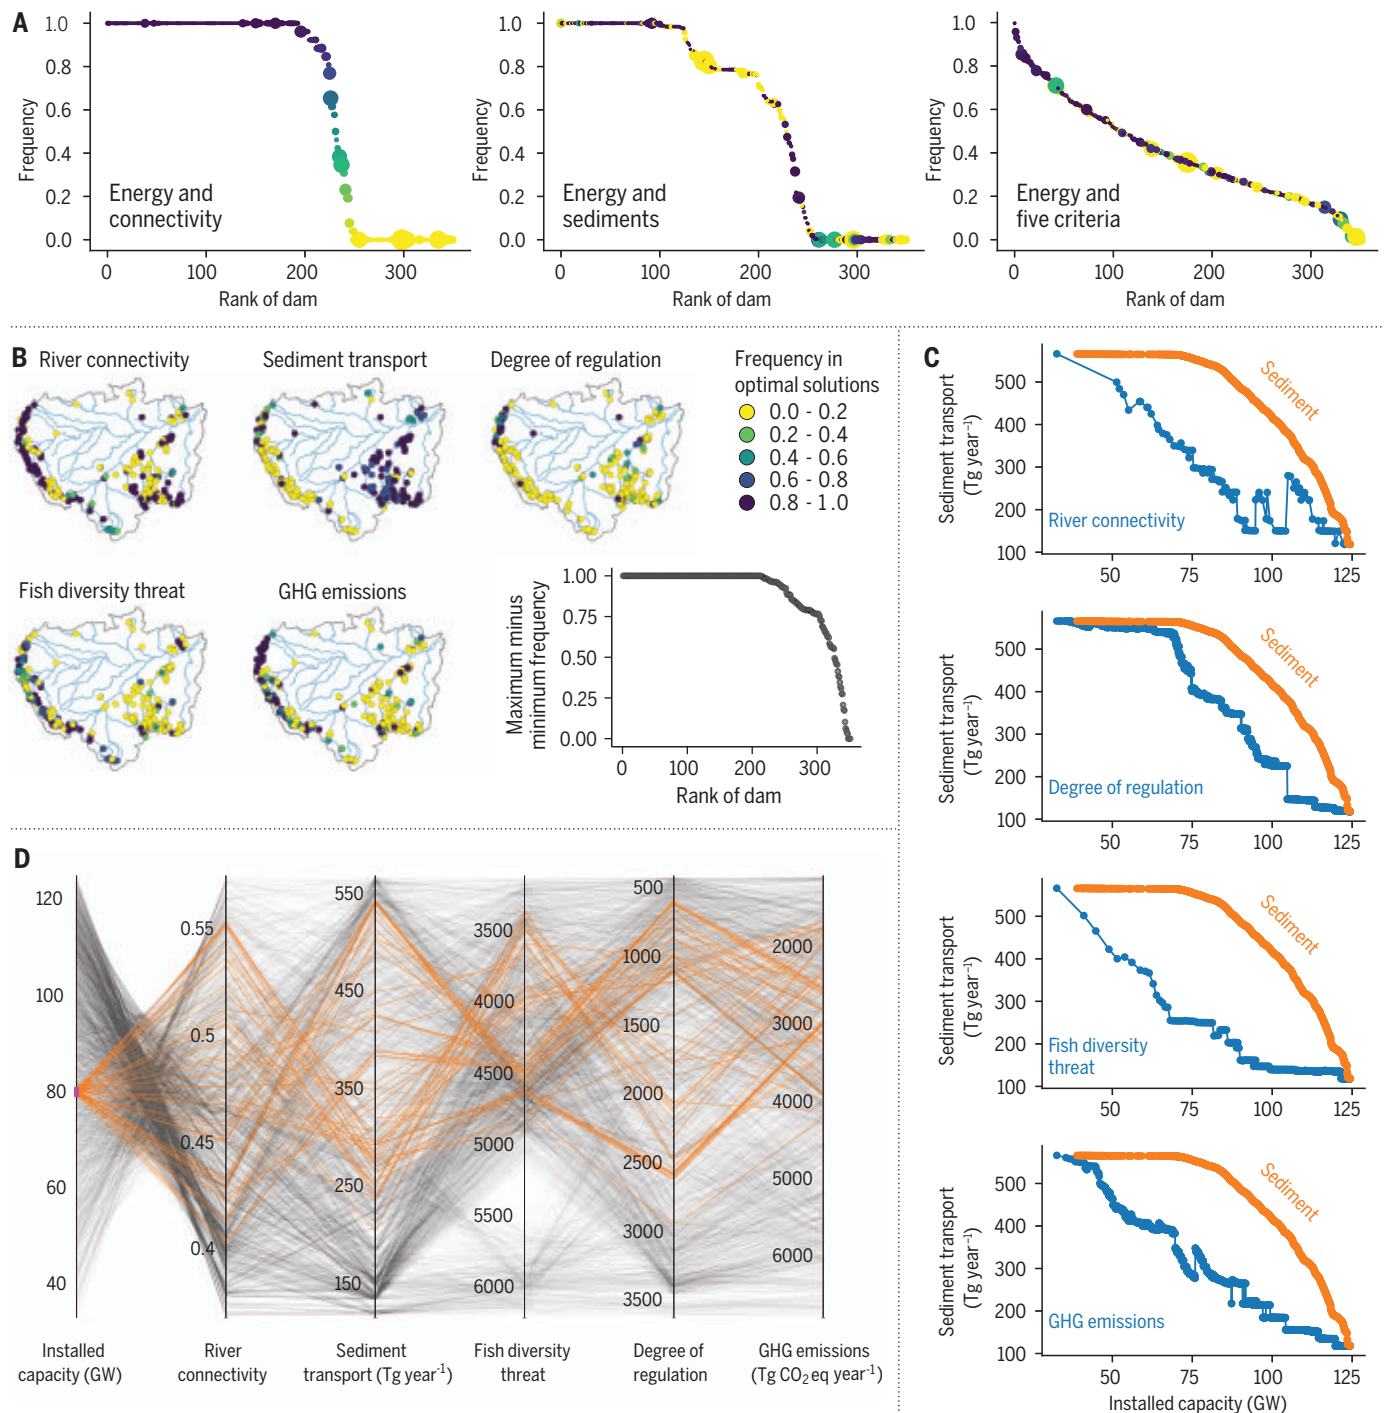 A
Frequency
1.0
0.8
0.6
0.4
0.2
0.0
Energy and
connectivity
0
100
200
300
Rank of dam
Frequency
1.0
0.8
0.6
0.4
0.2
0.0
Energy and
sediments
0
100
200
300
Rank of dam
Frequency
1.0
0.8
0.6
0.4
0.2
0.0
Energy and
five criteria
0
100
200
300
Rank of dam
B
River connectivity
Sediment transport
Degree of regulation
Frequency in
optimal solutions
0.0 - 0.2
0.2 - 0.4
0.4 - 0.6
0.6 - 0.8
0.8 - 1.0
Fish diversity threat
GHG emissions
Maximum minus
minimum frequency
1.00
0.75
0.50
0.25
0.00
0
100
200
300
Rank of dam
C
Sediment transport
(Tg year⁻¹)
500
400
300
200
100
Sediment
River connectivity
50
75
100
125
Sediment transport
(Tg year⁻¹)
500
400
300
200
100
Sediment
Degree of regulation
50
75
100
125
Sediment transport
(Tg year⁻¹)
500
400
300
200
100
Sediment
Fish diversity
threat
50
75
100
125
Sediment transport
(Tg year⁻¹)
500
400
300
200
100
Sediment
GHG emissions
50
75
100
125
Installed capacity (GW)
D
120
100
80
60
40
Installed
capacity (GW)
0.55
0.5
0.45
0.4
River
connectivity
550
450
350
250
150
Sediment
transport (Tg year⁻¹)
3500
4000
4500
5000
5500
6000
Fish diversity
threat
500
1000
1500
2000
2500
3000
3500
Degree of
regulation
2000
3000
4000
5000
6000
GHG emissions
(Tg CO₂eq year⁻¹)